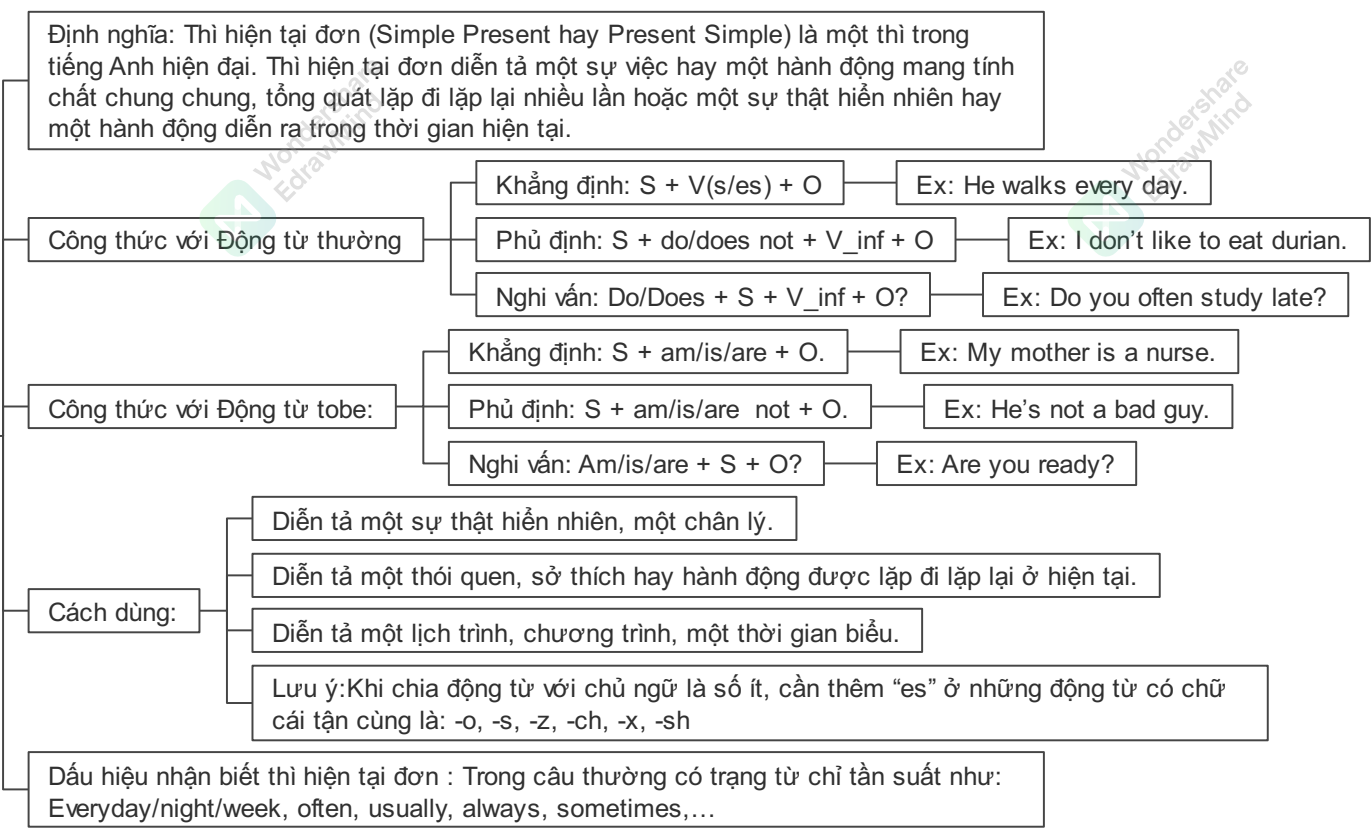 Định nghĩa: Thì hiện tại đơn (Simple Present hay Present Simple) là một thì trong
tiếng Anh hiện đại. Thì hiện tại đơn diễn tả một sự việc hay một hành động mang tính
chất chung chung, tổng quát lặp đi lặp lại nhiều lần hoặc một sự thật hiển nhiên hay
một hành động diễn ra trong thời gian hiện tại.
Wondershare
EdrawMind
Wondershare
EdrawMind
Công thức với Động từ thường
Khẳng định: S + V(s/es) + O
Ex: He walks every day.
Phủ định: S + do/does not + V_inf + O
Ex: I don’t like to eat durian.
Nghi vấn: Do/Does + S + V_inf + O?
Ex: Do you often study late?
Công thức với Động từ tobe:
Khẳng định: S + am/is/are + O.
Ex: My mother is a nurse.
Phủ định: S + am/is/are  not + O.
Ex: He’s not a bad guy.
Nghi vấn: Am/is/are + S + O?
Ex: Are you ready?
Cách dùng:
Diễn tả một sự thật hiển nhiên, một chân lý.
Diễn tả một thói quen, sở thích hay hành động được lặp đi lặp lại ở hiện tại.
Diễn tả một lịch trình, chương trình, một thời gian biểu.
Lưu ý:Khi chia động từ với chủ ngữ là số ít, cần thêm “es” ở những động từ có chữ
cái tận cùng là: -o, -s, -z, -ch, -x, -sh
Dấu hiệu nhận biết thì hiện tại đơn : Trong câu thường có trạng từ chỉ tần suất như:
Everyday/night/week, often, usually, always, sometimes,…